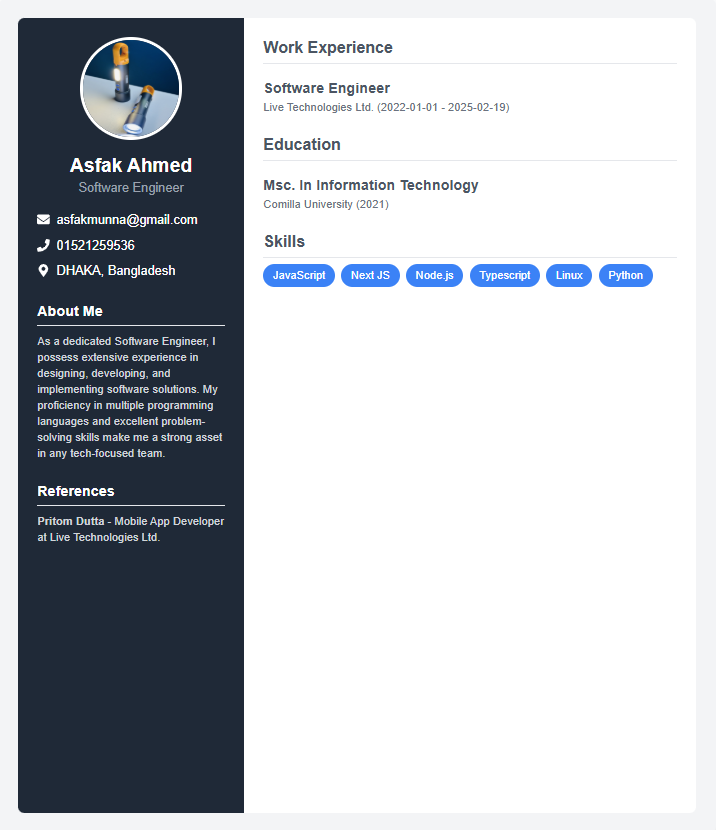 Asfak Ahmed
Software Engineer
asfakmunna@gmail.com
01521259536
DHAKA, Bangladesh
About Me
As a dedicated Software Engineer, I
possess extensive experience in
designing, developing, and
implementing software solutions. My
proficiency in multiple programming
languages and excellent problem-
solving skills make me a strong asset
in any tech-focused team.
References
Pritom Dutta - Mobile App Developer
at Live Technologies Ltd.
Work Experience
Software Engineer
Live Technologies Ltd. (2022-01-01 - 2025-02-19)
Education
Msc. In Information Technology
Comilla University (2021)
Skills
JavaScript Next JS Node.js Typescript Linux Python